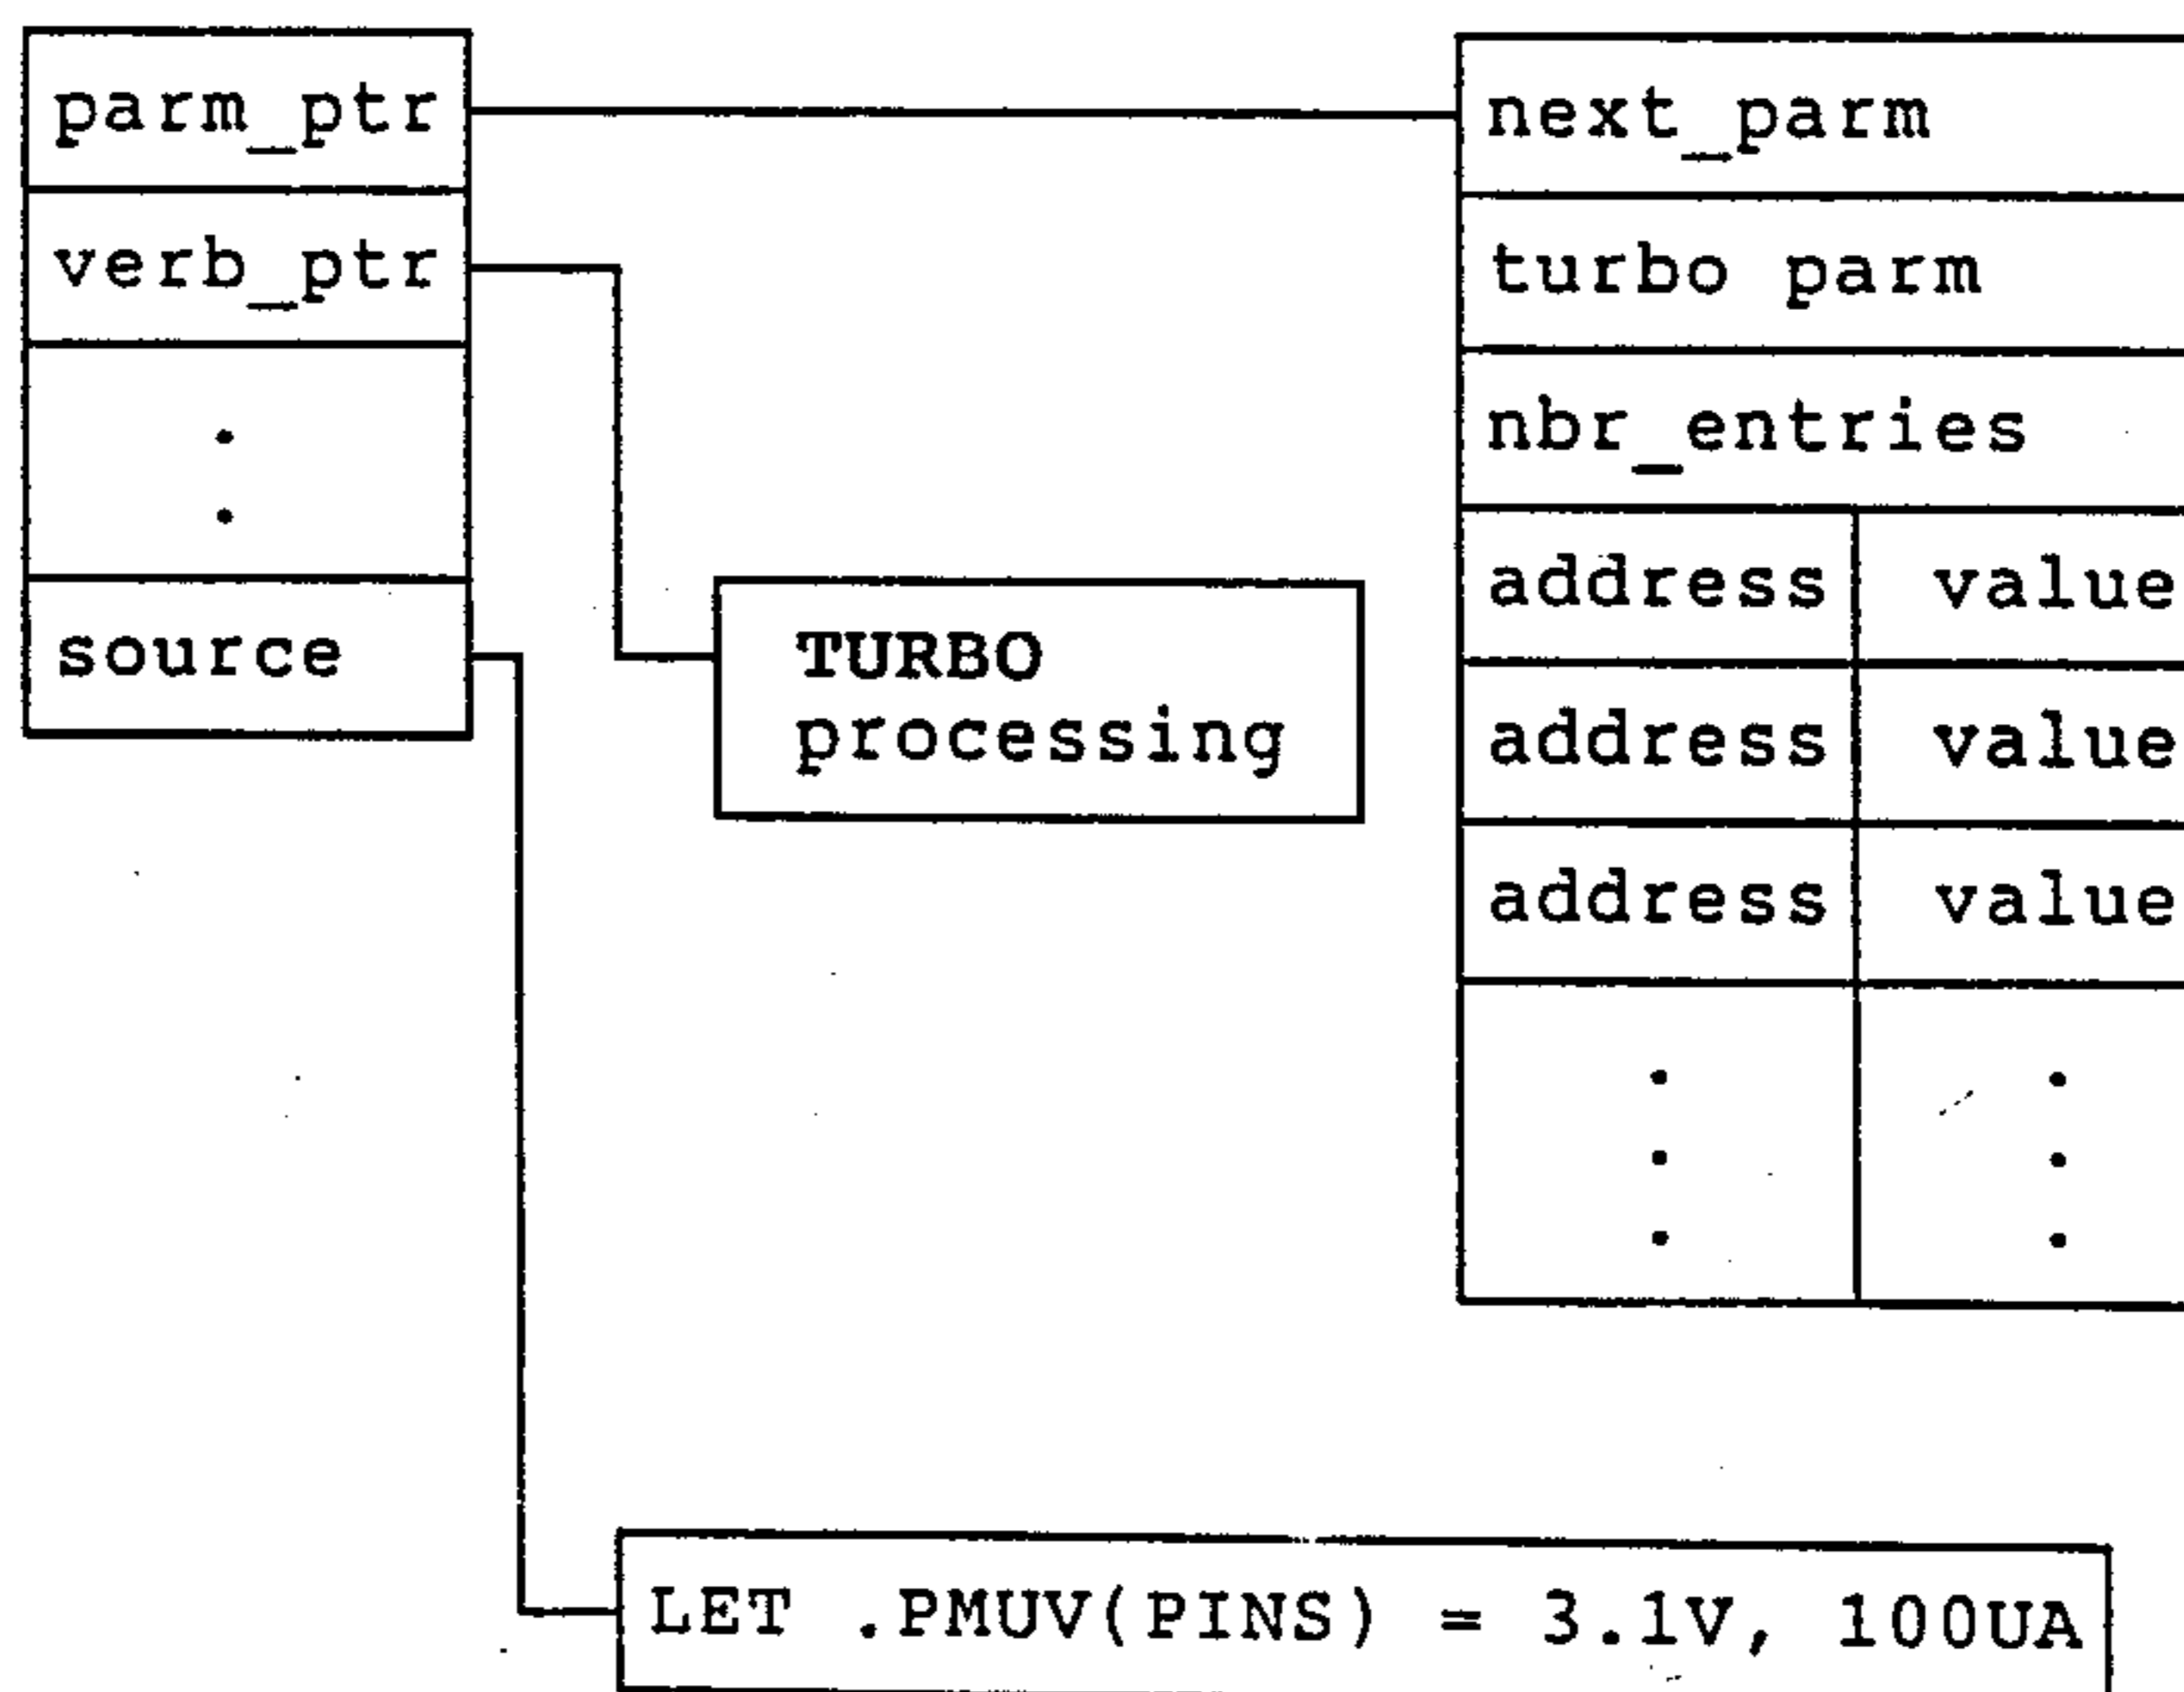 parm_ptr
verb_ptr
source
TURBO
processing
next_parm
turbo parm
nbr_entries
address value
address value
address value
LET .PMUV(PINS) = 3.1V, 100UA